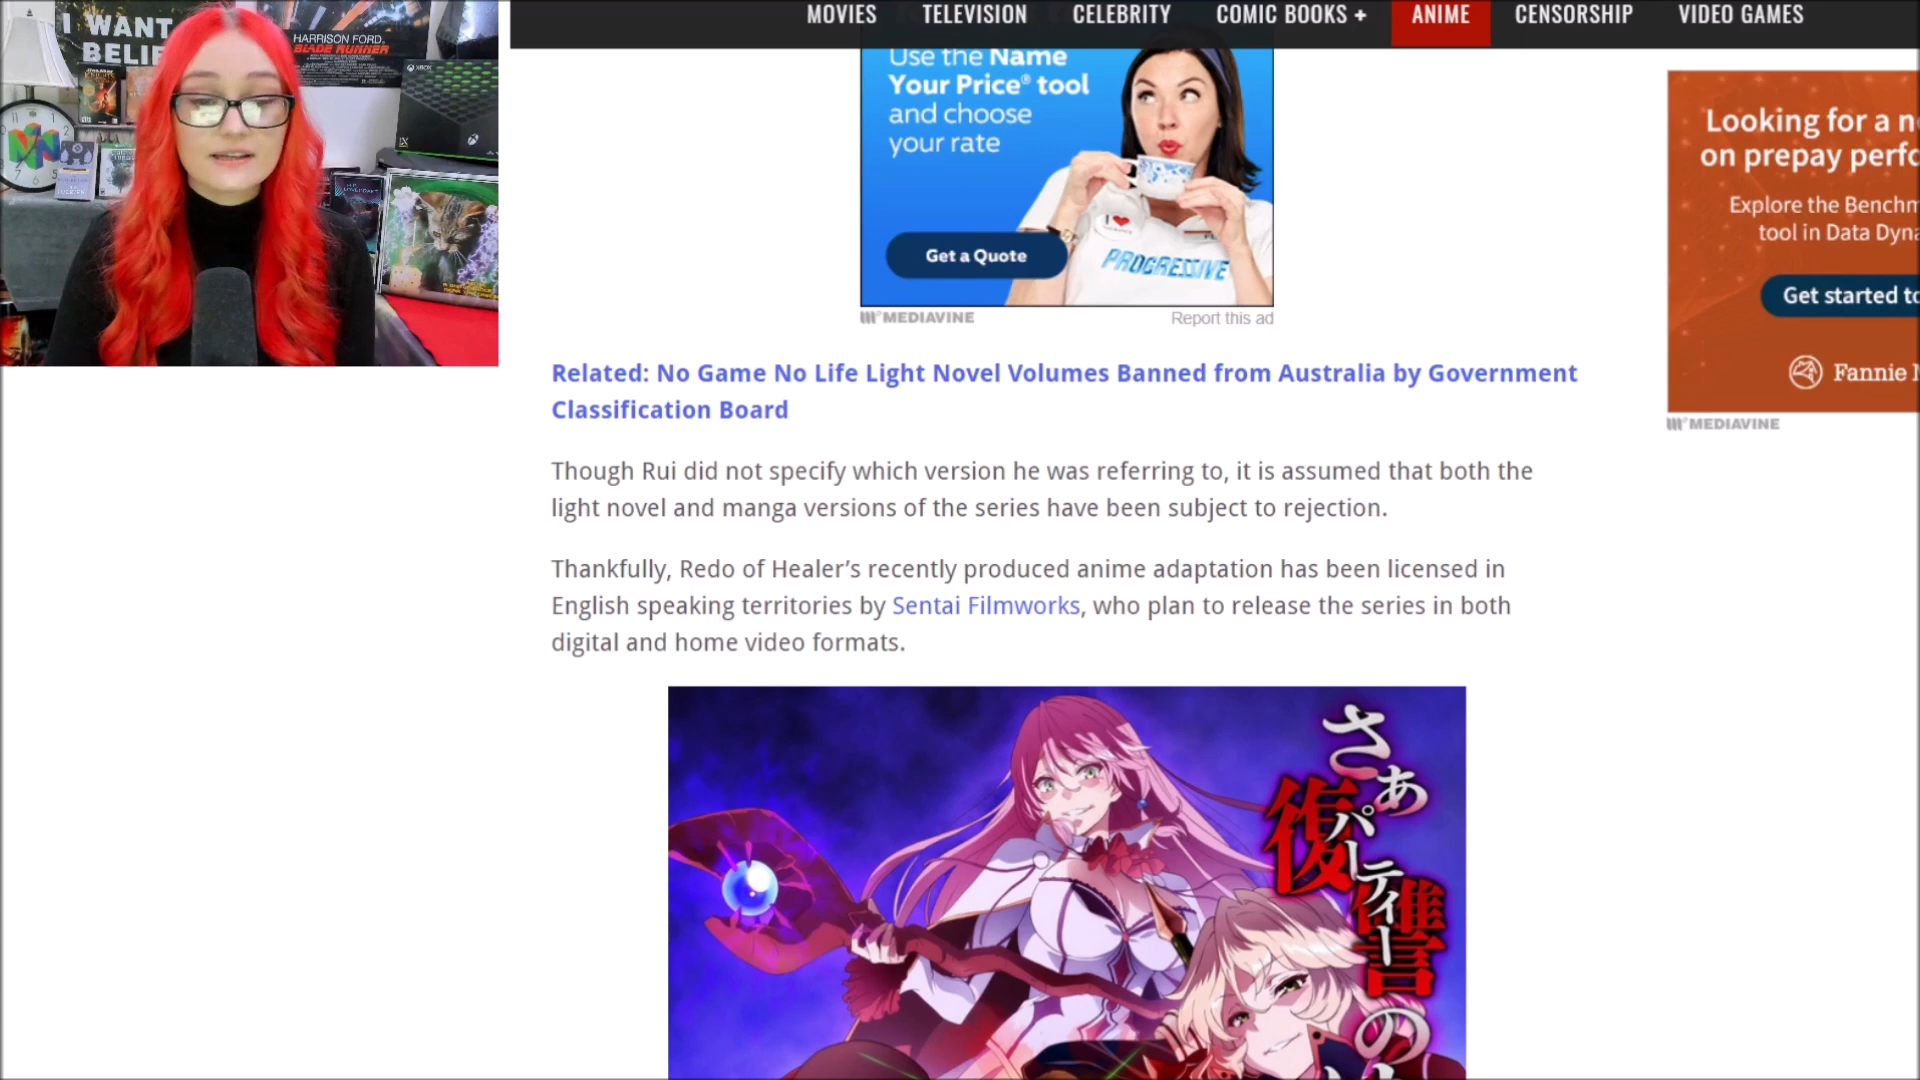 I WANT
BELIE
HARRISON FORD
BLADE RUNNER
XBOX
MOVIES
TELEVISION
CELEBRITY
COMIC BOOKS +
ANIME
CENSORSHIP
VIDEO GAMES
Use the Name
Your Price® tool
and choose
your rate
Get a Quote
I ❤
PROGRESSIVE
MEDIAVINE
Report this ad
Looking for a n
on prepay perfo
Explore the Benchm
tool in Data Dyna
Get started to
Fannie
MEDIAVINE
Related: No Game No Life Light Novel Volumes Banned from Australia by Government
Classification Board
Though Rui did not specify which version he was referring to, it is assumed that both the
light novel and manga versions of the series have been subject to rejection.
Thankfully, Redo of Healer’s recently produced anime adaptation has been licensed in
English speaking territories by Sentai Filmworks, who plan to release the series in both
digital and home video formats.
さあ
復讐の
パーティー